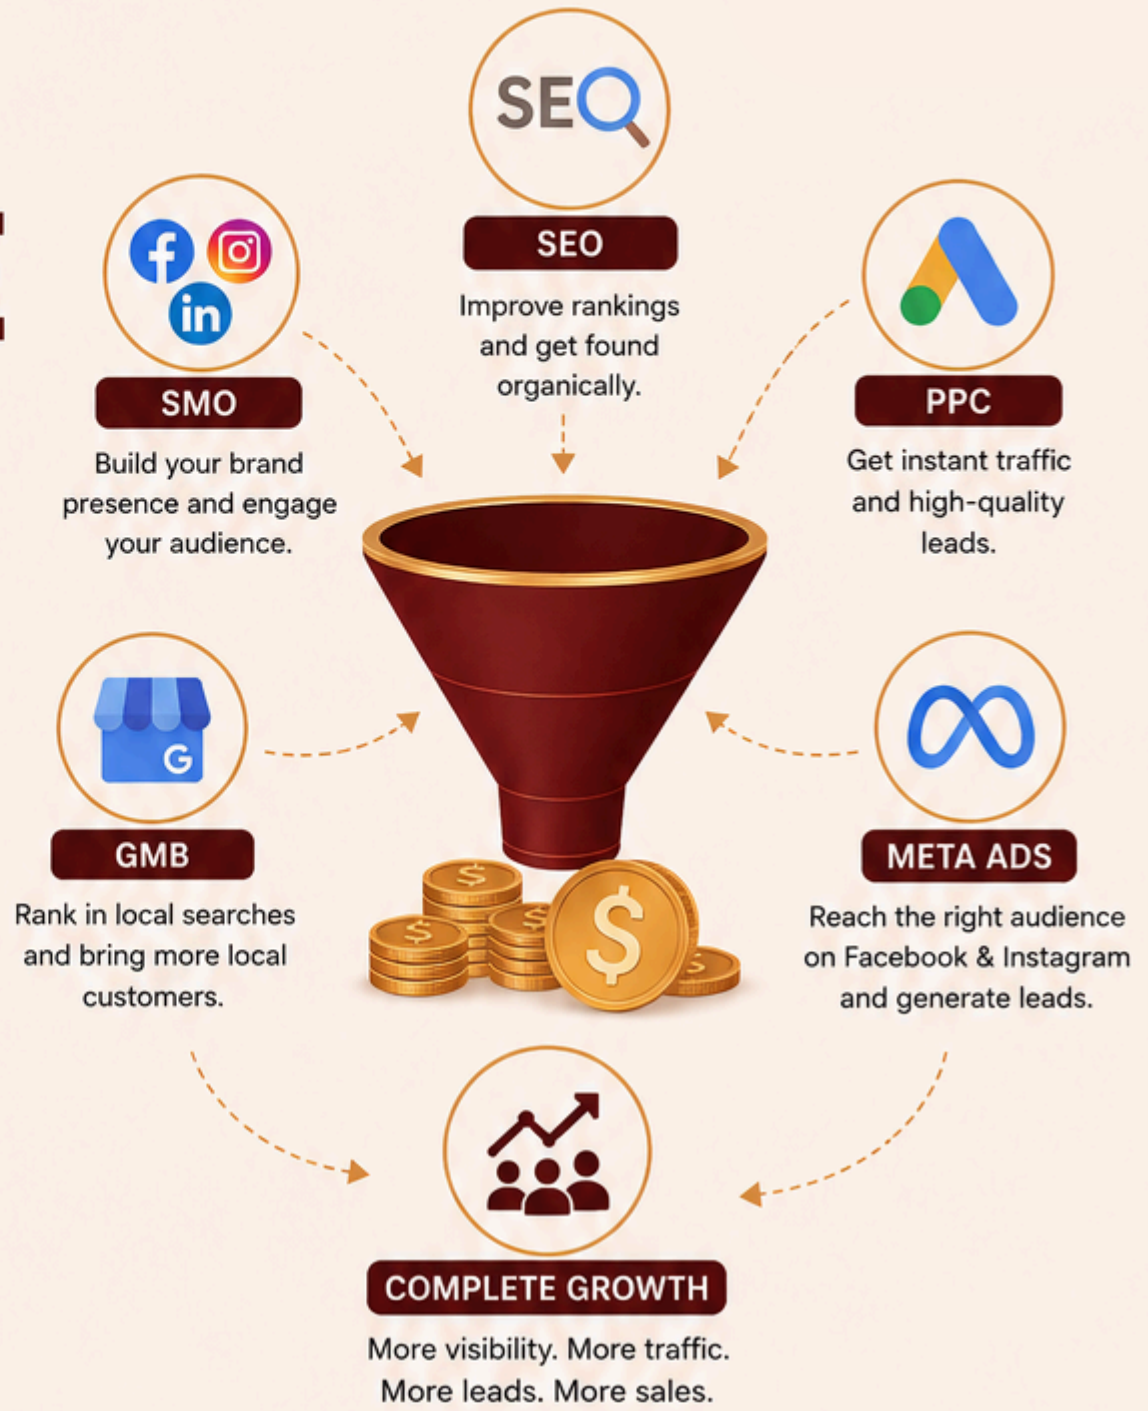 SEO
SEO
Improve rankings
and get found
organically.
in
SMO
Build your brand
presence and engage
your audience.
PPC
Get instant traffic
and high-quality
leads.
G
GMB
Rank in local searches
and bring more local
customers.
META ADS
Reach the right audience
on Facebook & Instagram
and generate leads.
$
$
$
$
$
COMPLETE GROWTH
More visibility. More traffic.
More leads. More sales.